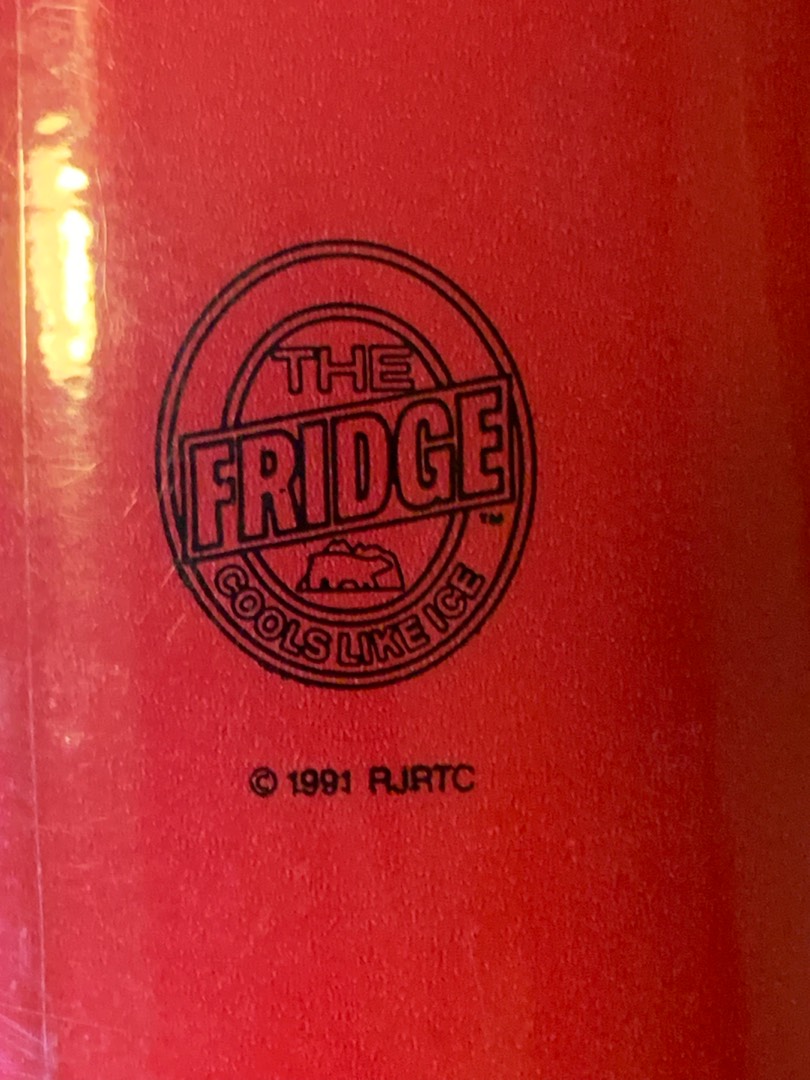 THE
FRIDGE
™
COOLS LIKE ICE
© 1991 RJRTC